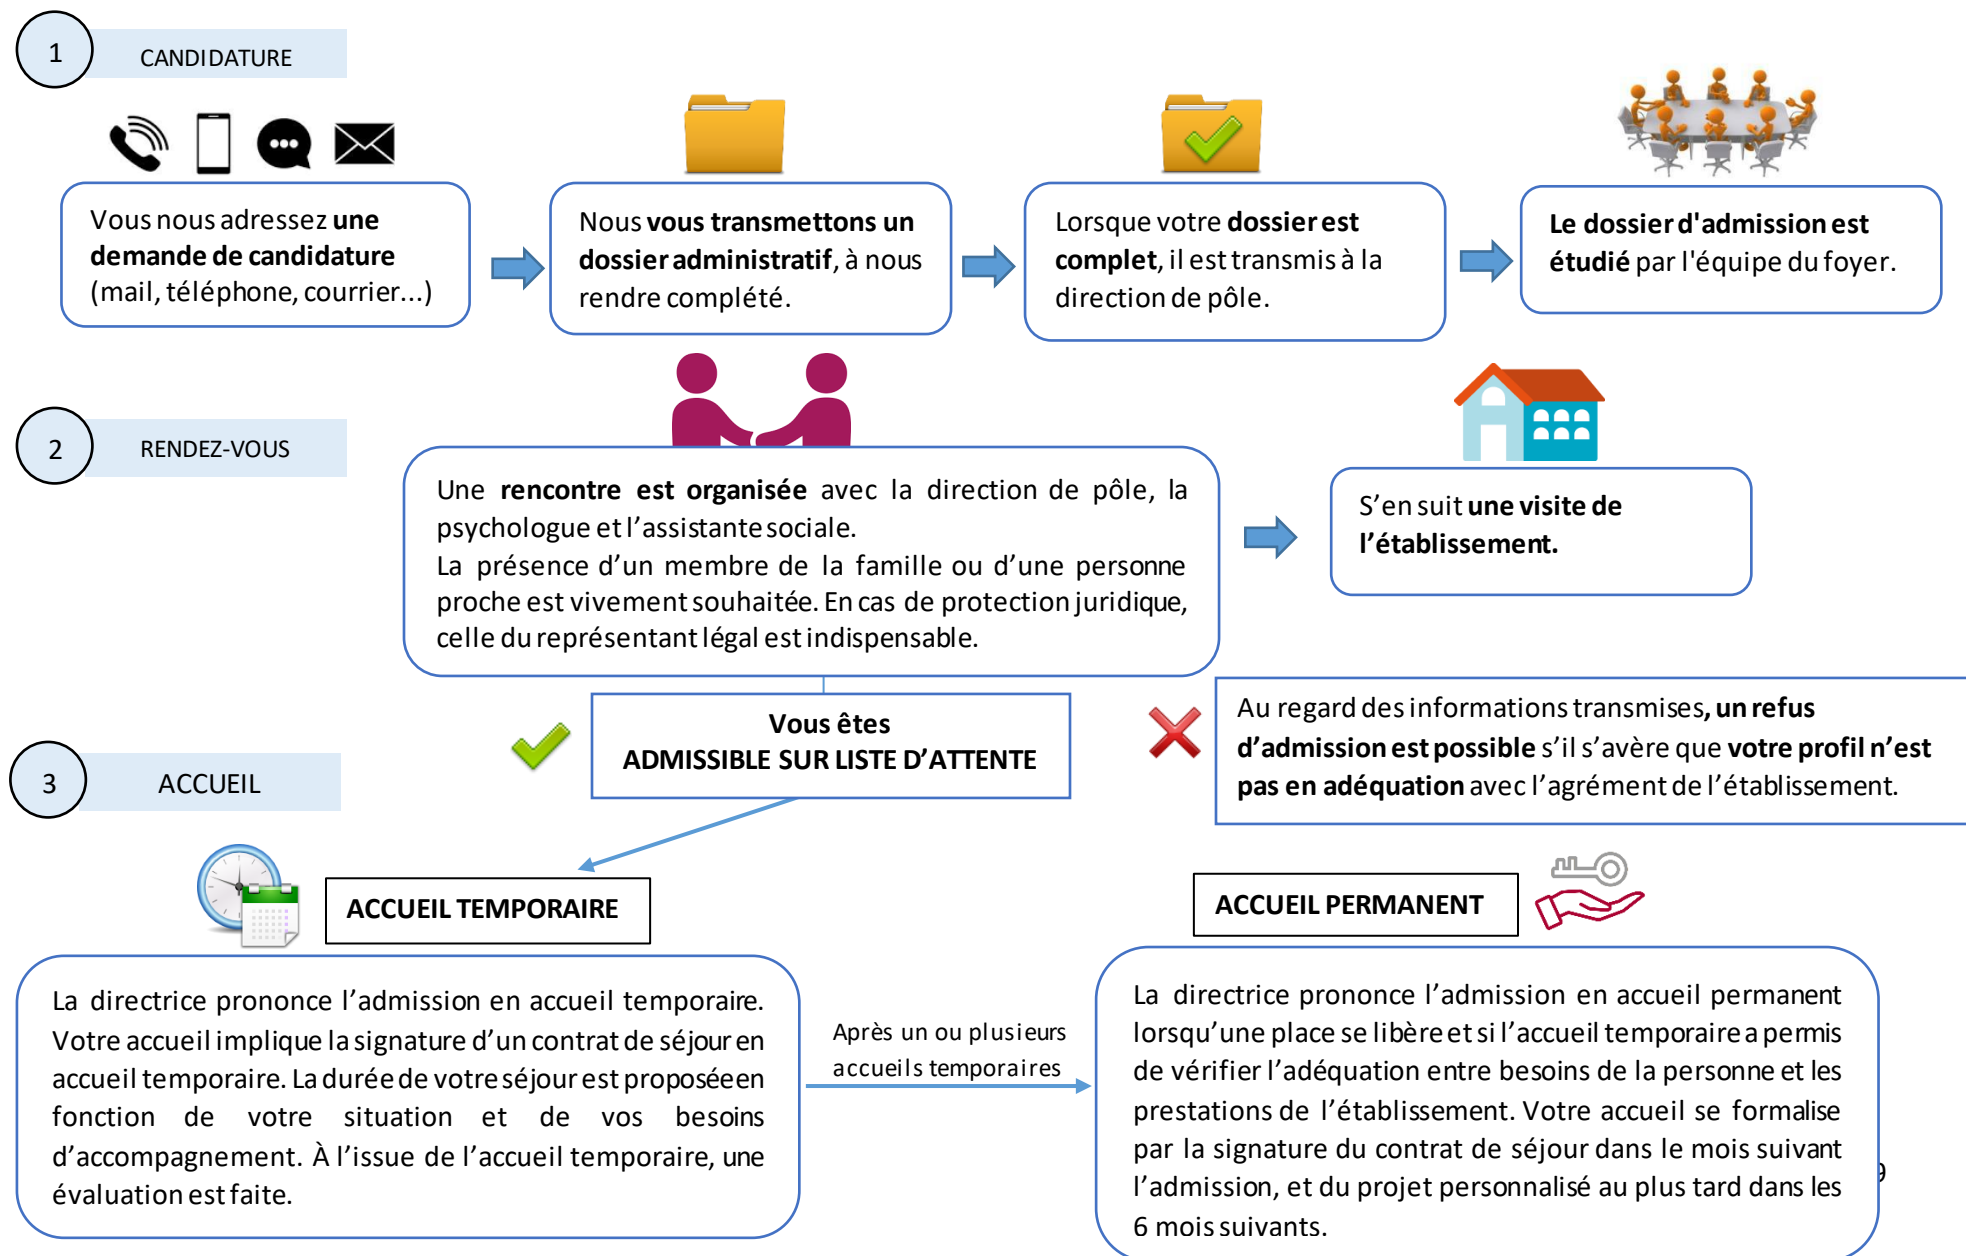 1
CANDIDATURE
Vous nous adressez une
demande de candidature
(mail, téléphone, courrier...)
Nous vous transmettons un
dossier administratif, à nous
rendre complété.
Lorsque votre dossier est
complet, il est transmis à la
direction de pôle.
Le dossier d'admission est
étudié par l'équipe du foyer.
2
RENDEZ-VOUS
Une rencontre est organisée avec la direction de pôle, la
psychologue et l’assistante sociale.
La présence d’un membre de la famille ou d’une personne
proche est vivement souhaitée. En cas de protection juridique,
celle du représentant légal est indispensable.
S’en suit une visite de
l’établissement.
Vous êtes
ADMISSIBLE SUR LISTE D’ATTENTE
Au regard des informations transmises, un refus
d’admission est possible s’il s’avère que votre profil n’est
pas en adéquation avec l’agrément de l’établissement.
3
ACCUEIL
ACCUEIL TEMPORAIRE
La directrice prononce l’admission en accueil temporaire.
Votre accueil implique la signature d’un contrat de séjour en
accueil temporaire. La durée de votre séjour est proposée en
fonction de votre situation et de vos besoins
d’accompagnement. À l’issue de l’accueil temporaire, une
évaluation est faite.
Après un ou plusieurs
accueils temporaires
ACCUEIL PERMANENT
La directrice prononce l’admission en accueil permanent
lorsqu’une place se libère et si l’accueil temporaire a permis
de vérifier l’adéquation entre besoins de la personne et les
prestations de l’établissement. Votre accueil se formalise
par la signature du contrat de séjour dans le mois suivant
l’admission, et du projet personnalisé au plus tard dans les
6 mois suivants.